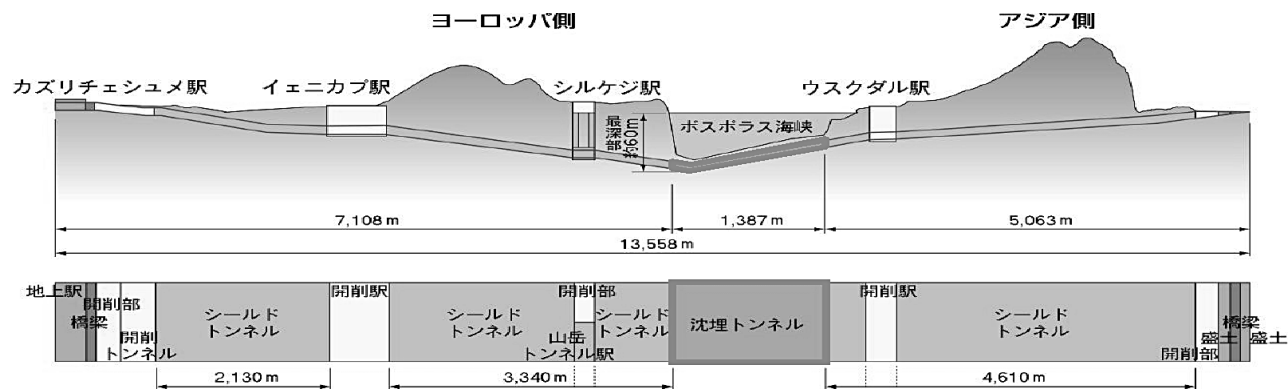 ヨーロッパ側
アジア側
カズリチェシュメ駅
イェニカプ駅
シルケジ駅
ウスクダル駅
最深部
約60m
ボスポラス海峡
7,108m
1,387m
5,063m
13,558m
地上駅
橋梁
開削部
開削
トンネル
シールド
トンネル
開削駅
シールド
トンネル
開削部
山岳
トンネル駅
シールド
トンネル
沈埋トンネル
開削駅
シールド
トンネル
開削部
盛土
橋梁
盛土
2,130m
3,340m
4,610m